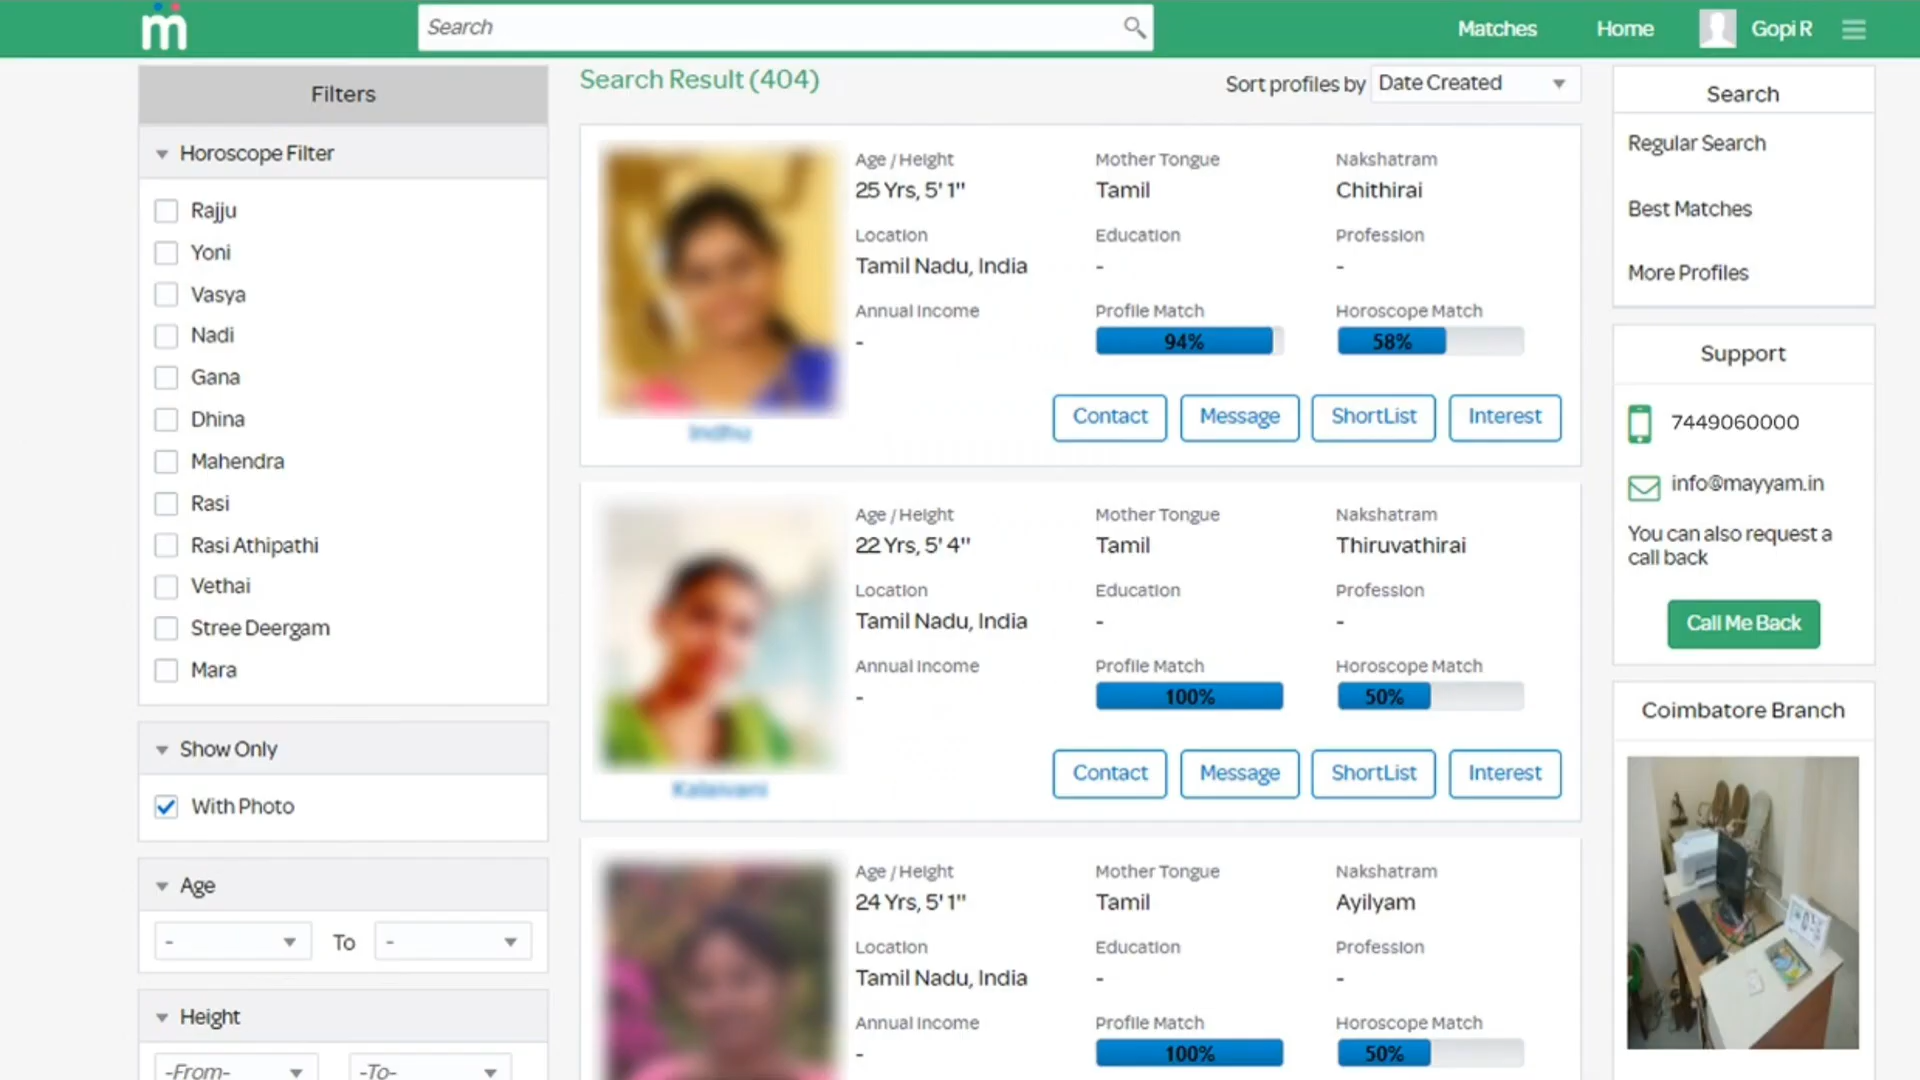 m
Search
Matches
Home
Gopi R
Filters
Horoscope Filter
Rajju
Yoni
Vasya
Nadi
Gana
Dhina
Mahendra
Rasi
Rasi Athipathi
Vethai
Stree Deergam
Mara
Show Only
With Photo
Age
- To -
Height
-From- -To-
Search Result (404)
Sort profiles by Date Created
Age / Height Mother Tongue Nakshatram
25 Yrs, 5' 1" Tamil Chithirai
Location Education Profession
Tamil Nadu, India - -
Annual Income Profile Match Horoscope Match
- 94% 58%
Contact Message ShortList Interest
Age / Height Mother Tongue Nakshatram
22 Yrs, 5' 4" Tamil Thiruvathirai
Location Education Profession
Tamil Nadu, India - -
Annual Income Profile Match Horoscope Match
- 100% 50%
Contact Message ShortList Interest
Age / Height Mother Tongue Nakshatram
24 Yrs, 5' 1" Tamil Ayilyam
Location Education Profession
Tamil Nadu, India - -
Annual Income Profile Match Horoscope Match
- 100% 50%
Search
Regular Search
Best Matches
More Profiles
Support
7449060000
info@mayyam.in
You can also request a
call back
Call Me Back
Coimbatore Branch